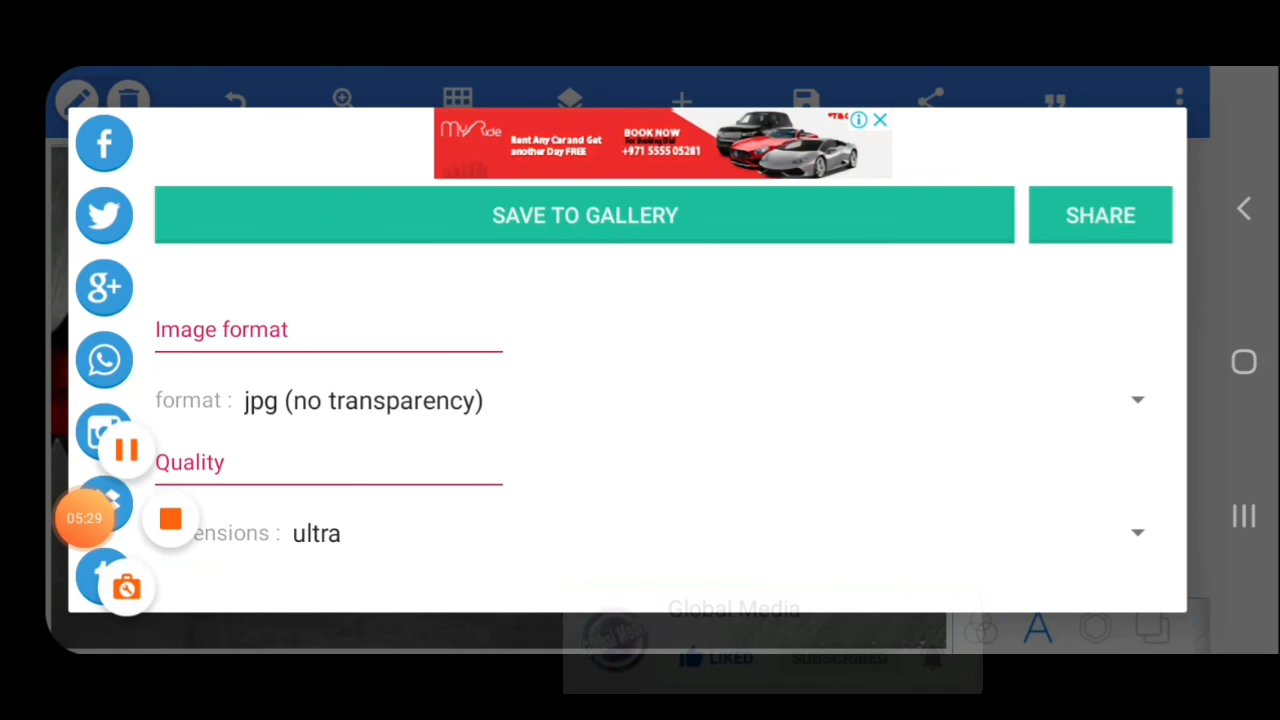 MyRide
Rent Any Car and Get
another Day FREE
BOOK NOW
+971 5555 05281
*T&C
SAVE TO GALLERY
SHARE
Image format
format : jpg (no transparency)
Quality
ensions : ultra
05:29
Global Media
LIKED
SUBSCRIBED